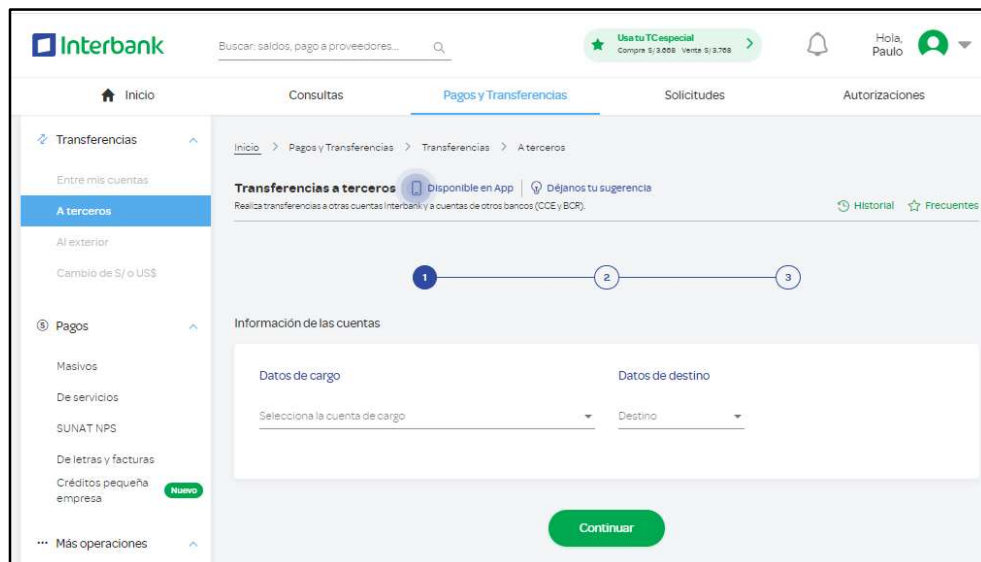 Interbank
Buscar: saldos, pago a proveedores...
Usa tu TC especial
Compra S/3.668 Venta S/3.768
Hola,
Paulo
Inicio
Consultas
Pagos y Transferencias
Solicitudes
Autorizaciones
Transferencias
Entre mis cuentas
A terceros
Al exterior
Cambio de S/ o US$
Pagos
Masivos
De servicios
SUNAT NPS
De letras y facturas
Créditos pequeña
empresa
Nuevo
Más operaciones
Inicio > Pagos y Transferencias > Transferencias > A terceros
Transferencias a terceros Disponible en App | Déjanos tu sugerencia
Realiza transferencias a otras cuentas Interbank y a cuentas de otros bancos (CCE y BCR).
Historial Frecuentes
1 2 3
Información de las cuentas
Datos de cargo
Selecciona la cuenta de cargo
Datos de destino
Destino
Continuar